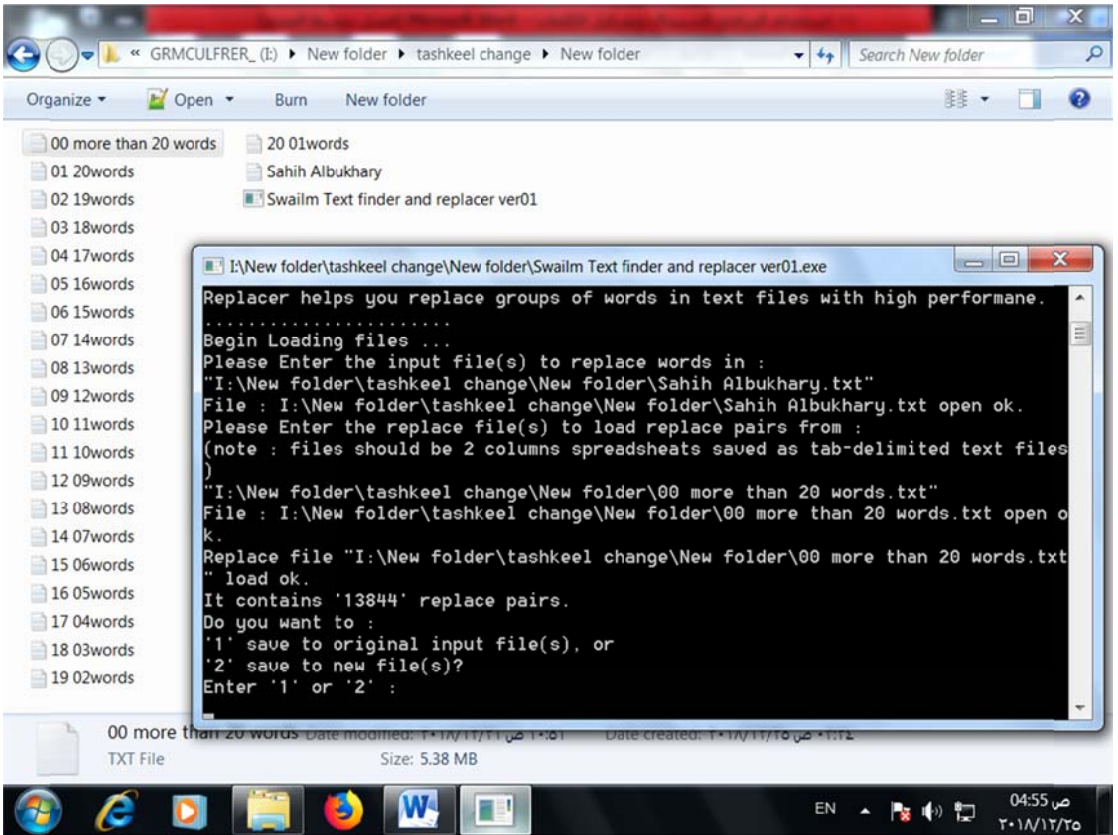 « GRMCULFRER_ (I:) ▸ New folder ▸ tashkeel change ▸ New folder
Search New folder
Organize ▾ Open ▾ Burn New folder
00 more than 20 words
01 20words
02 19words
03 18words
04 17words
05 16words
06 15words
07 14words
08 13words
09 12words
10 11words
11 10words
12 09words
13 08words
14 07words
15 06words
16 05words
17 04words
18 03words
19 02words
20 01words
Sahih Albukhary
Swailm Text finder and replacer ver01
I:\New folder\tashkeel change\New folder\Swailm Text finder and replacer ver01.exe
Replacer helps you replace groups of words in text files with high performane.
.......................
Begin Loading files ...
Please Enter the input file(s) to replace words in :
"I:\New folder\tashkeel change\New folder\Sahih Albukhary.txt"
File : I:\New folder\tashkeel change\New folder\Sahih Albukhary.txt open ok.
Please Enter the replace file(s) to load replace pairs from :
(note : files should be 2 columns spreadsheats saved as tab-delimited text files
)
"I:\New folder\tashkeel change\New folder\00 more than 20 words.txt"
File : I:\New folder\tashkeel change\New folder\00 more than 20 words.txt open o
k.
Replace file "I:\New folder\tashkeel change\New folder\00 more than 20 words.txt
" load ok.
It contains '13844' replace pairs.
Do you want to :
'1' save to original input file(s), or
'2' save to new file(s)?
Enter '1' or '2' :
00 more than 20 words Date modified: Date created:
TXT File Size: 5.38 MB
EN
04:55 ص
٢٠١٨/١٢/٢٥